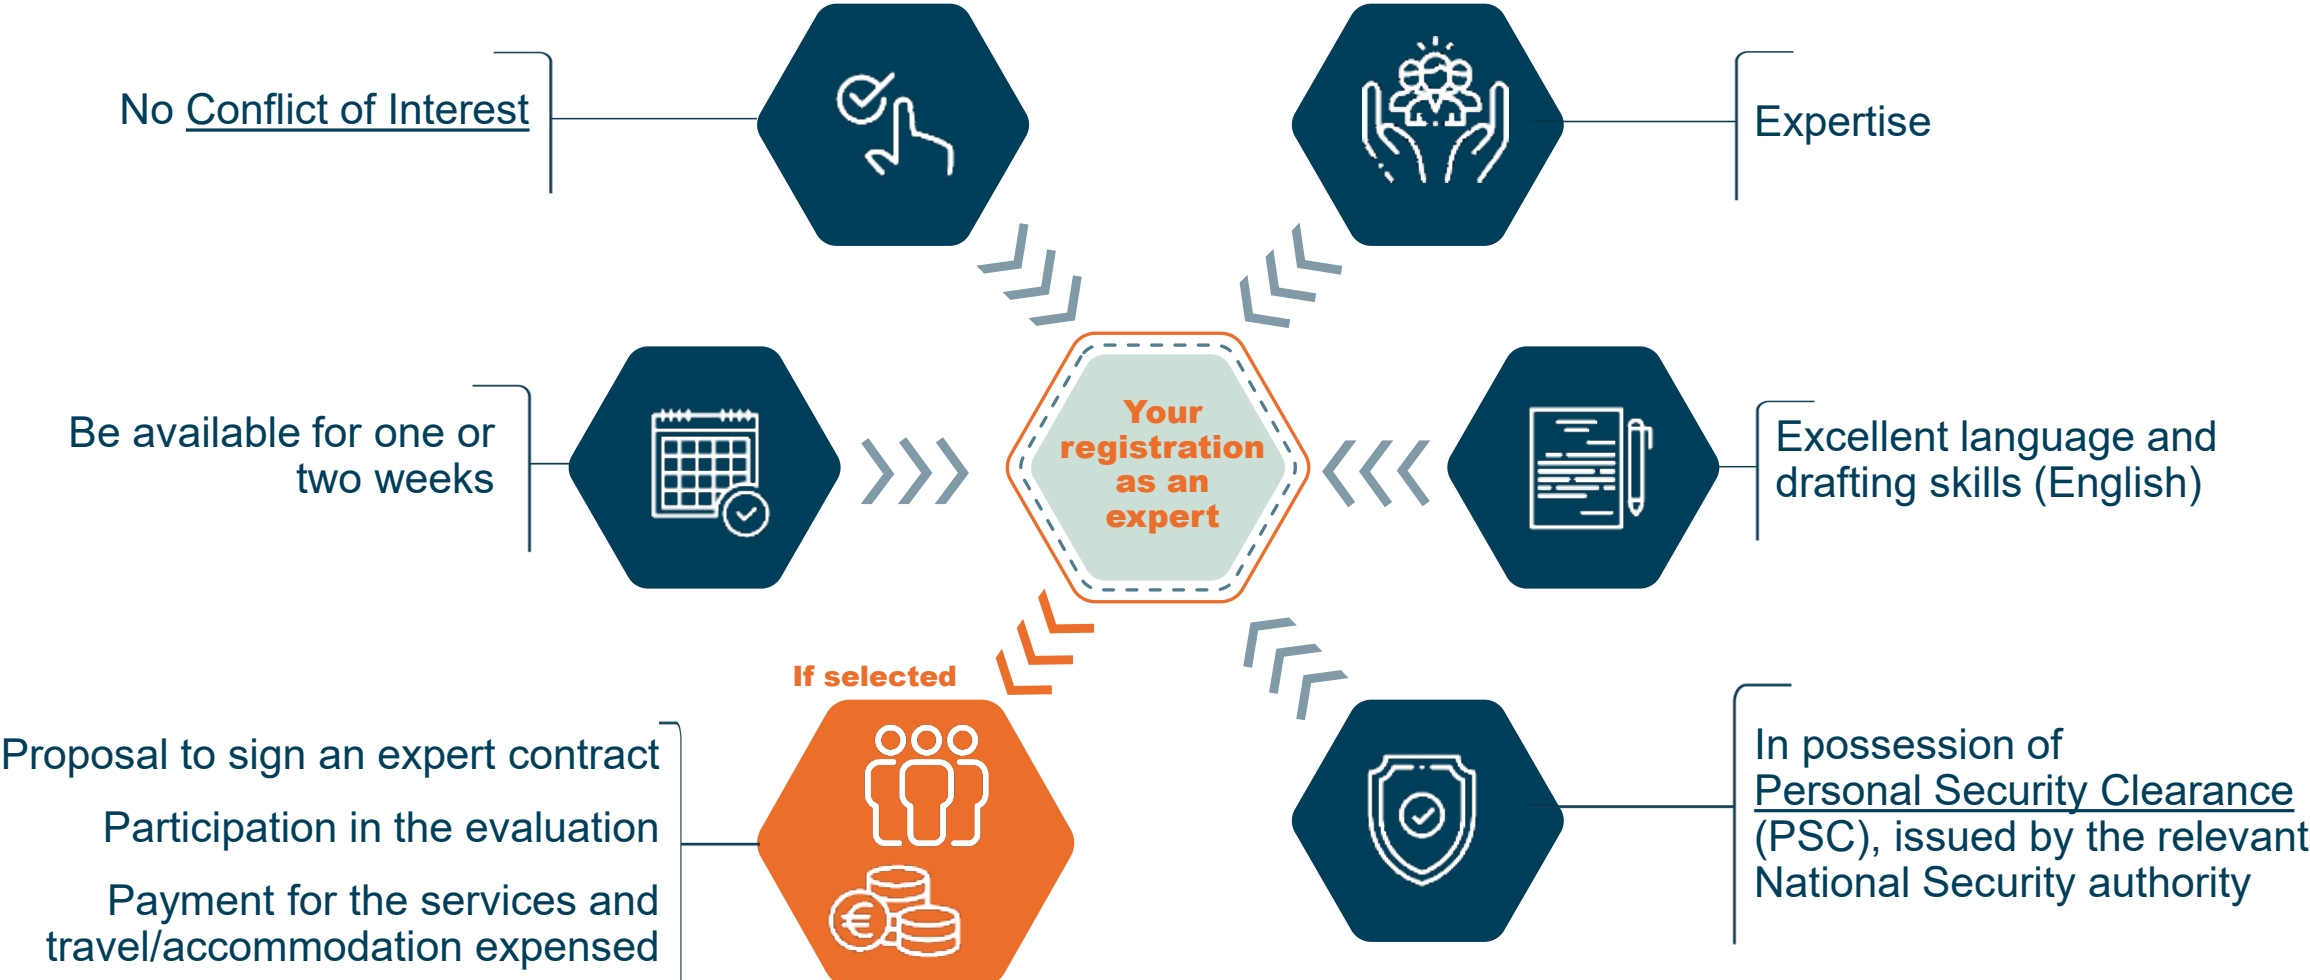 No Conflict of Interest
Expertise
Be available for one or
two weeks
Your
registration
as an
expert
Excellent language and
drafting skills (English)
If selected
Proposal to sign an expert contract
Participation in the evaluation
Payment for the services and
travel/accommodation expensed
In possession of
Personal Security Clearance
(PSC), issued by the relevant
National Security authority